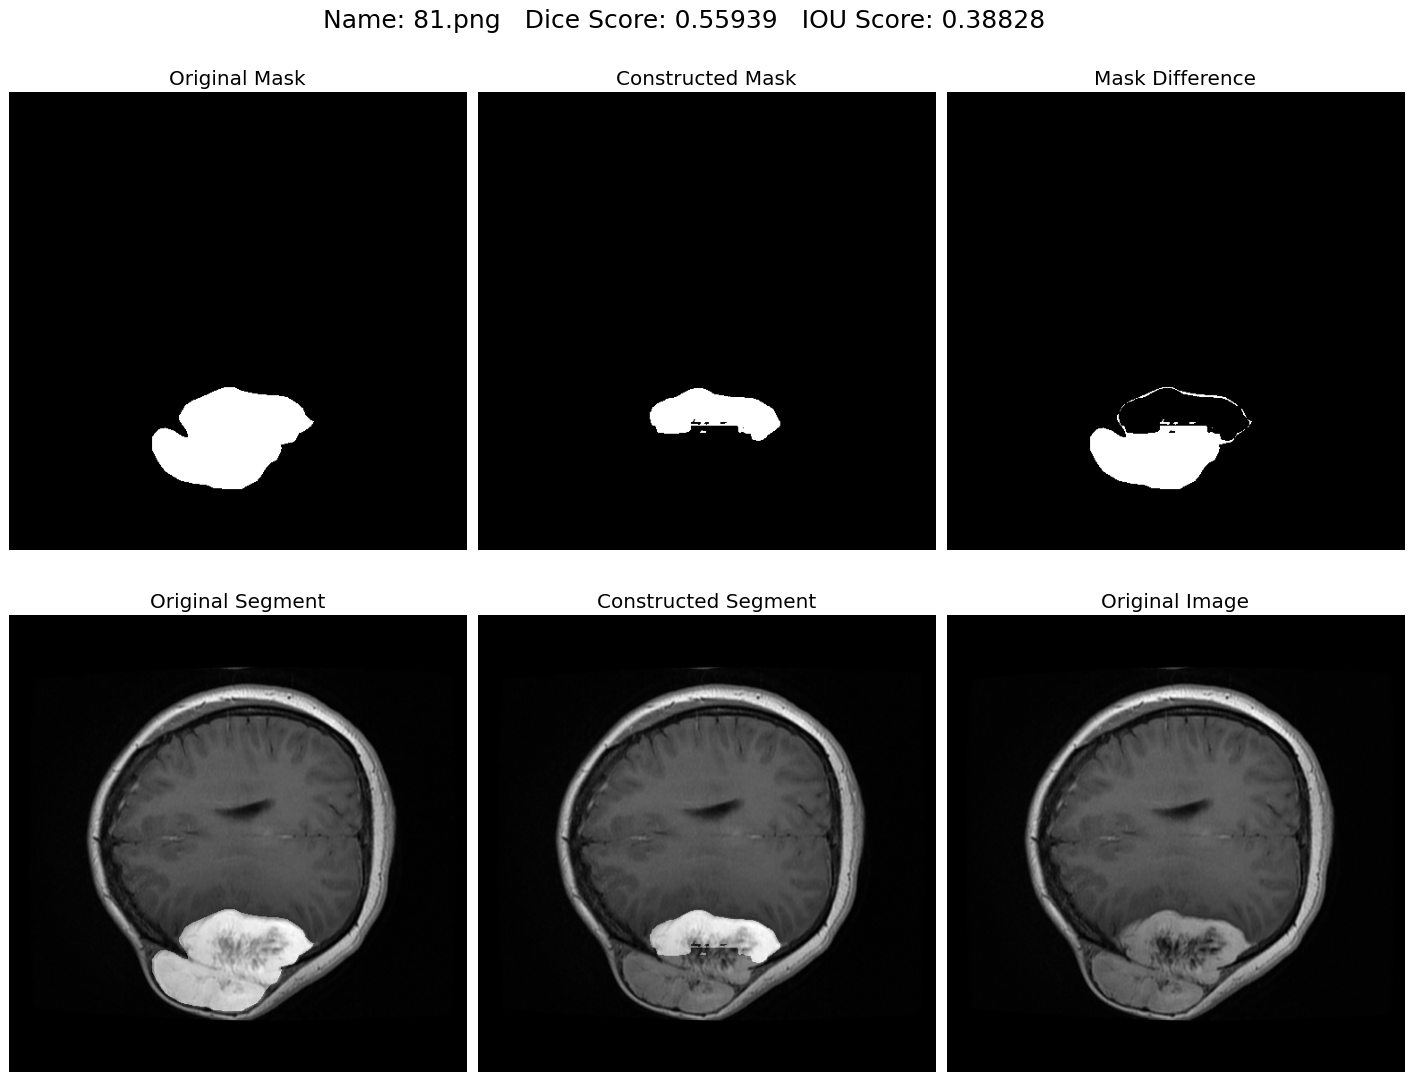 Name: 81.png   Dice Score: 0.55939   IOU Score: 0.38828
Original Mask
Constructed Mask
Mask Difference
Original Segment
Constructed Segment
Original Image